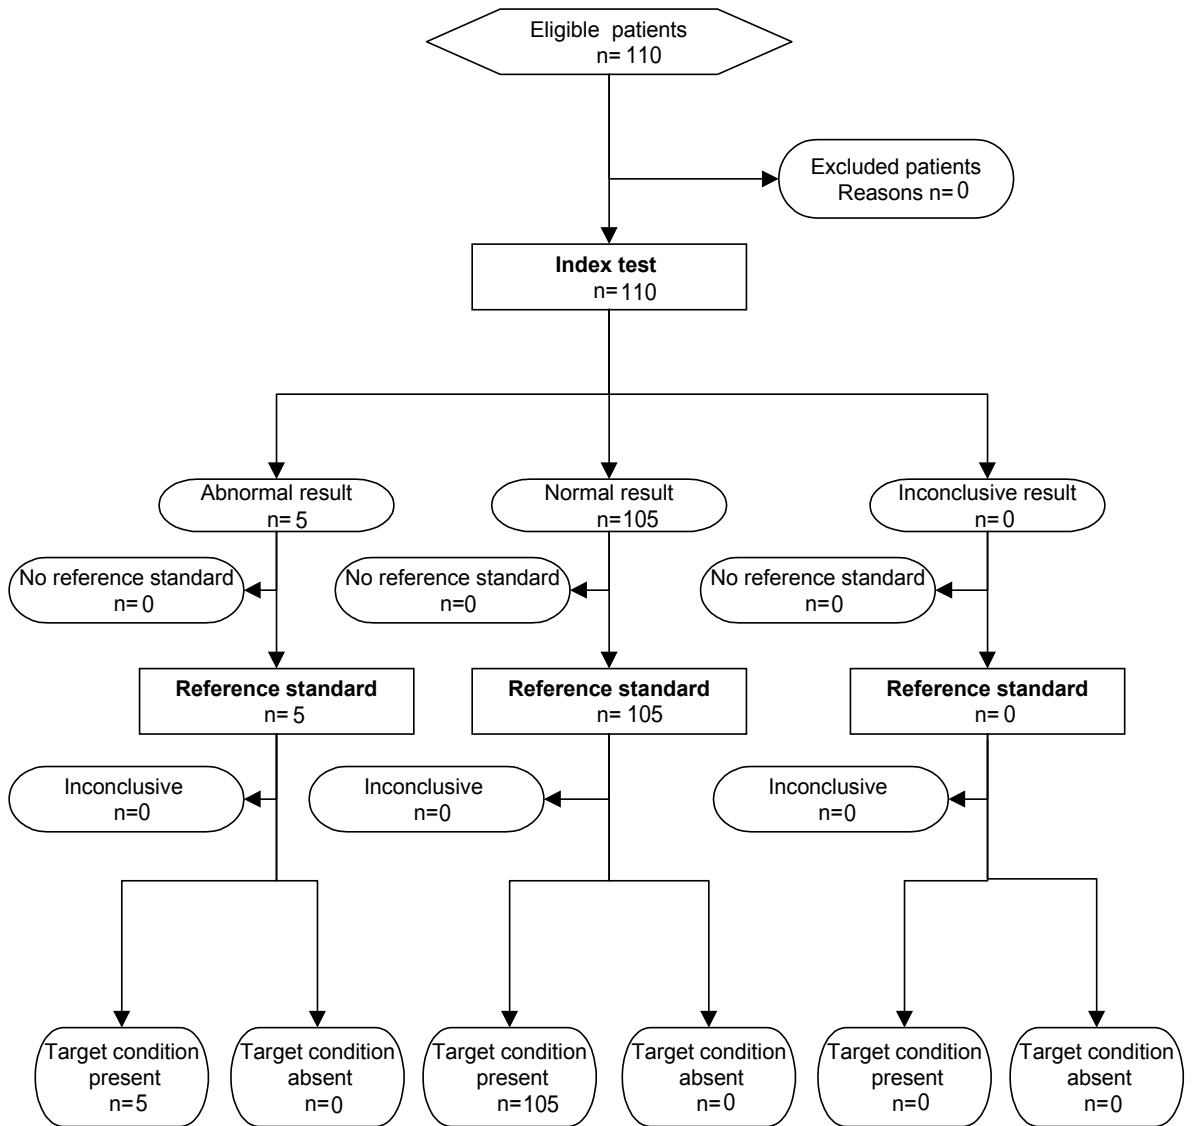 Eligible patients
n= 110
Excluded patients
Reasons n= 0
Index test
n= 110
Abnormal result
n= 5
Normal result
n=105
Inconclusive result
n= 0
No reference standard
n= 0
No reference standard
n=0
No reference standard
n=0
Reference standard
n= 5
Reference standard
n= 105
Reference standard
n= 0
Inconclusive
n=0
Inconclusive
n=0
Inconclusive
n=0
Target condition
present
n=5
Target condition
absent
n=0
Target condition
present
n=105
Target condition
absent
n=0
Target condition
present
n=0
Target condition
absent
n=0